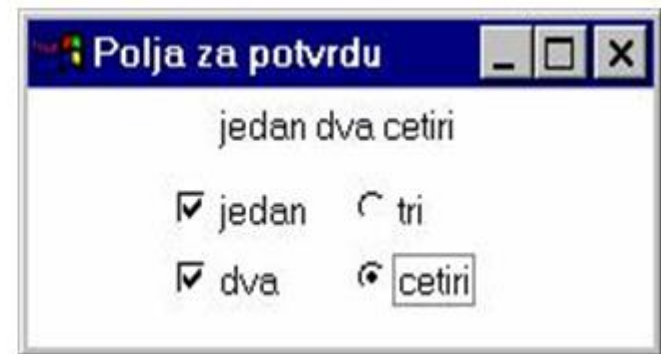 Polja za potvrdu
jedan dva cetiri
jedan tri
dva cetiri